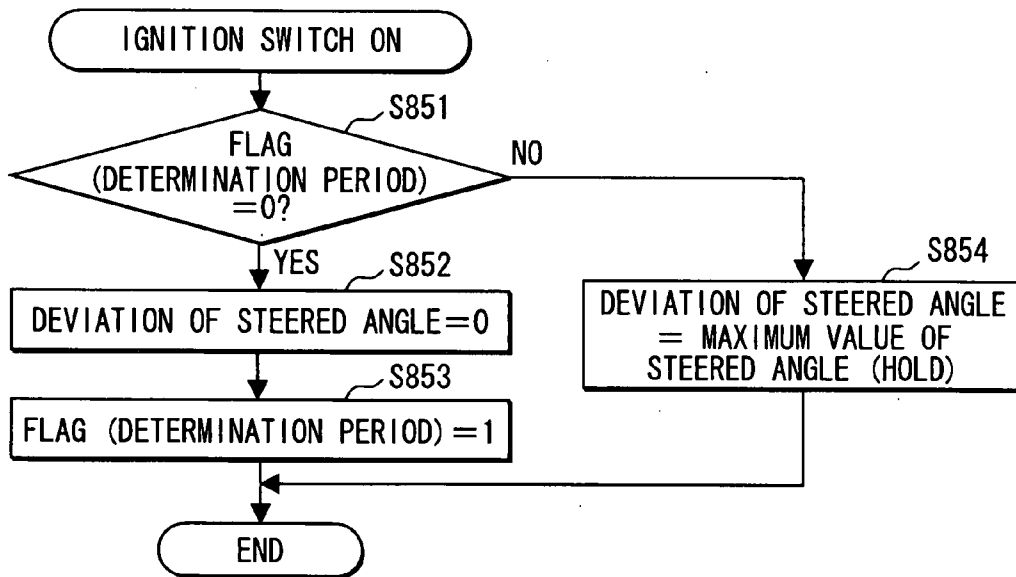 IGNITION SWITCH ON
S851
FLAG
(DETERMINATION PERIOD)
=0?
NO
YES
S852
DEVIATION OF STEERED ANGLE=0
S853
FLAG (DETERMINATION PERIOD)=1
S854
DEVIATION OF STEERED ANGLE
= MAXIMUM VALUE OF
STEERED ANGLE (HOLD)
END